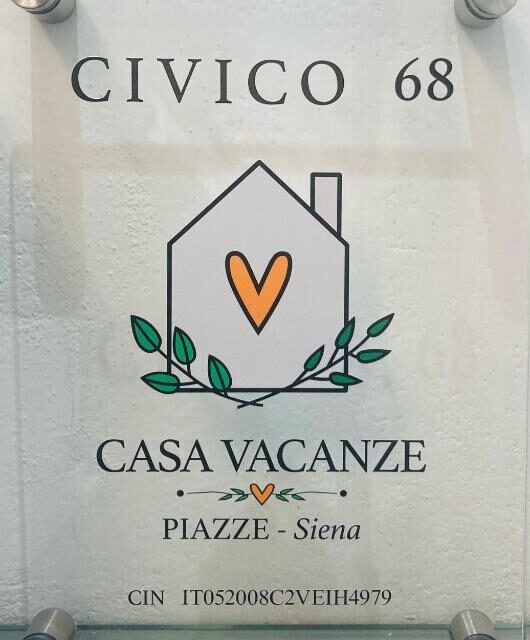 CIVICO 68
CASA VACANZE
PIAZZE - Siena
CIN IT052008C2VEIH4979